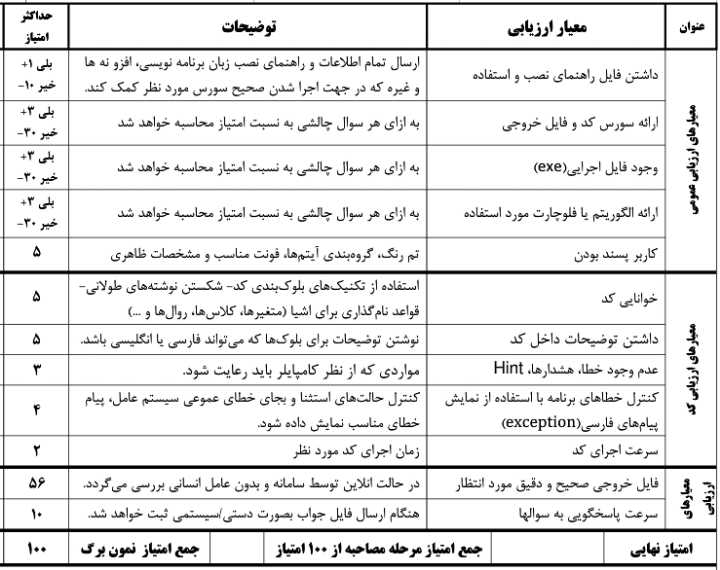 عنوان	معیار ارزیابی	توضیحات	حداکثر امتیاز
معیارهای ارزیابی عمومی
داشتن فایل راهنمای نصب و استفاده	ارسال تمام اطلاعات و راهنمای نصب زبان برنامه نویسی، افزو نه ها	بلی ۱+
و غیره که در جهت اجرا شدن صحیح سورس مورد نظر کمک کند.	خیر ۱۰-
ارائه سورس کد و فایل خروجی	به ازای هر سوال چالشی به نسبت امتیاز محاسبه خواهد شد	بلی ۳+
خیر ۳۰-
وجود فایل اجرایی(exe)	به ازای هر سوال چالشی به نسبت امتیاز محاسبه خواهد شد	بلی ۳+
خیر ۳۰-
ارائه الگوریتم یا فلوچارت مورد استفاده	به ازای هر سوال چالشی به نسبت امتیاز محاسبه خواهد شد	بلی ۳+
خیر ۳۰-
کاربر پسند بودن	تم رنگ، گروه‌بندی آیتم‌ها، فونت مناسب و مشخصات ظاهری	۵
معیارهای ارزیابی کد
خوانایی کد	استفاده از تکنیک‌های بلوک‌بندی کد- شکستن نوشته‌های طولانی-	۵
قواعد نام‌گذاری برای اشیا (متغیرها، کلاس‌ها، روال‌ها و ...)
داشتن توضیحات داخل کد	نوشتن توضیحات برای بلوک‌ها که می‌تواند فارسی یا انگلیسی باشد.	۵
عدم وجود خطا، هشدارها، Hint	مواردی که از نظر کامپایلر باید رعایت شود.	۳
کنترل خطاهای برنامه با استفاده از نمایش	کنترل حالت‌های استثنا و بجای خطای عموعی سیستم عامل، پیام	۴
پیام‌های فارسی(exception)	خطای مناسب نمایش داده شود.
سرعت اجرای کد	زمان اجرای کد مورد نظر	۲
معیارهای ارزیابی
فایل خروجی صحیح و دقیق مورد انتظار	در حالت انلاین توسط سامانه و بدون عامل انسانی بررسی می‌گردد.	۵۶
سرعت پاسخگویی به سوالها	هنگام ارسال فایل جواب بصورت دستی/سیستمی ثبت خواهد شد.	۱۰
امتیاز نهایی	جمع امتیاز مرحله مصاحبه از ۱۰۰ امتیاز	جمع امتیاز نمون برگ	۱۰۰